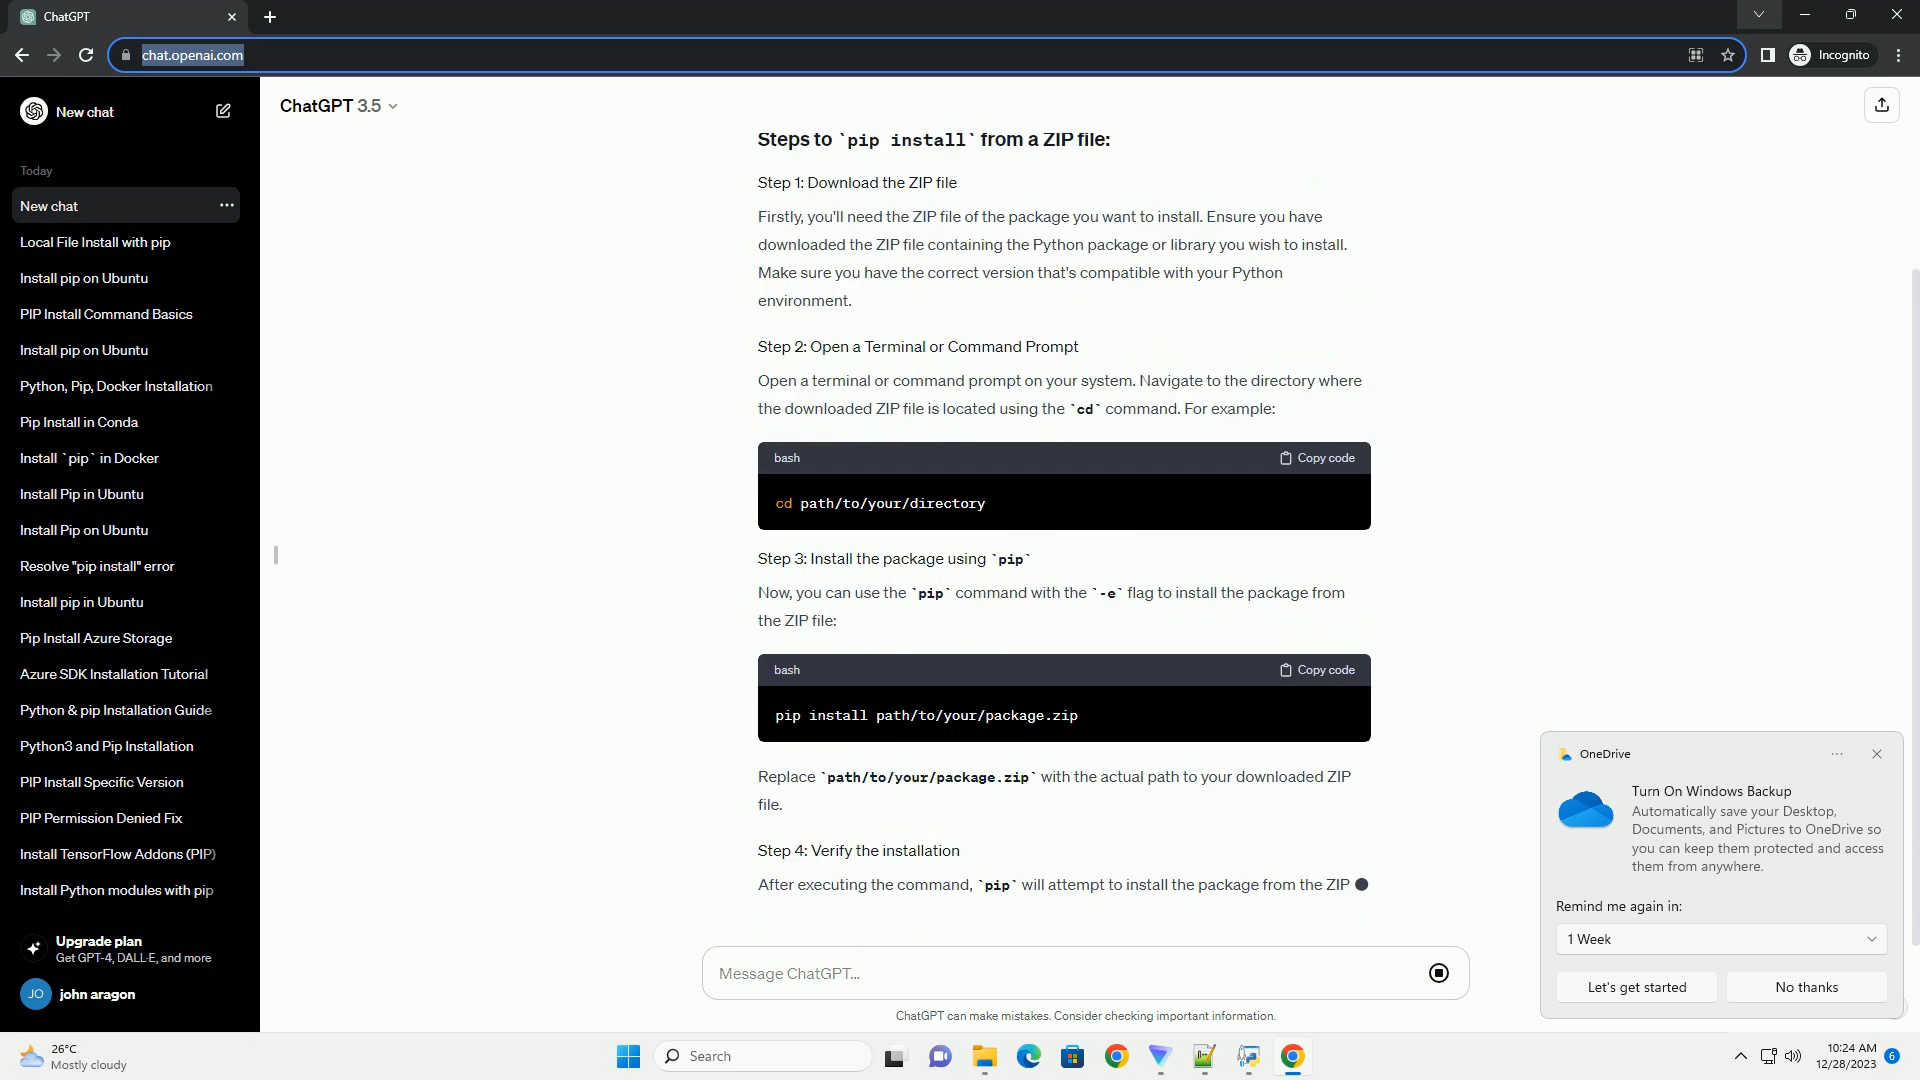 ChatGPT
chat.openai.com
Incognito
New chat
Today
New chat
Local File Install with pip
Install pip on Ubuntu
PIP Install Command Basics
Install pip on Ubuntu
Python, Pip, Docker Installation
Pip Install in Conda
Install `pip` in Docker
Install Pip in Ubuntu
Install Pip on Ubuntu
Resolve "pip install" error
Install pip in Ubuntu
Pip Install Azure Storage
Azure SDK Installation Tutorial
Python & pip Installation Guide
Python3 and Pip Installation
PIP Install Specific Version
PIP Permission Denied Fix
Install TensorFlow Addons (PIP)
Install Python modules with pip
Upgrade plan
Get GPT-4, DALL·E, and more
JO john aragon
ChatGPT 3.5
Steps to `pip install` from a ZIP file:
Step 1: Download the ZIP file
Firstly, you'll need the ZIP file of the package you want to install. Ensure you have
downloaded the ZIP file containing the Python package or library you wish to install.
Make sure you have the correct version that's compatible with your Python
environment.
Step 2: Open a Terminal or Command Prompt
Open a terminal or command prompt on your system. Navigate to the directory where
the downloaded ZIP file is located using the `cd` command. For example:
bash Copy code
cd path/to/your/directory
Step 3: Install the package using `pip`
Now, you can use the `pip` command with the `-e` flag to install the package from
the ZIP file:
bash Copy code
pip install path/to/your/package.zip
Replace `path/to/your/package.zip` with the actual path to your downloaded ZIP
file.
Step 4: Verify the installation
After executing the command, `pip` will attempt to install the package from the ZIP
Message ChatGPT...
ChatGPT can make mistakes. Consider checking important information.
OneDrive
Turn On Windows Backup
Automatically save your Desktop,
Documents, and Pictures to OneDrive so
you can keep them protected and access
them from anywhere.
Remind me again in:
1 Week
Let's get started No thanks
26°C
Mostly cloudy
Search
10:24 AM
12/28/2023
6